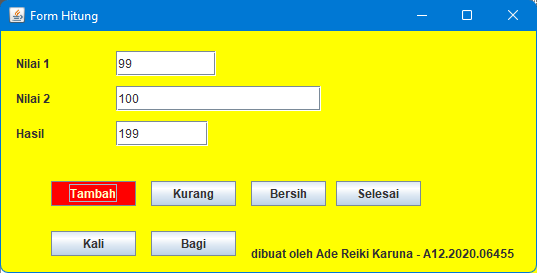 Form Hitung
Nilai 1 99
Nilai 2 100
Hasil 199
Tambah Kurang Bersih Selesai
Kali Bagi
dibuat oleh Ade Reiki Karuna - A12.2020.06455